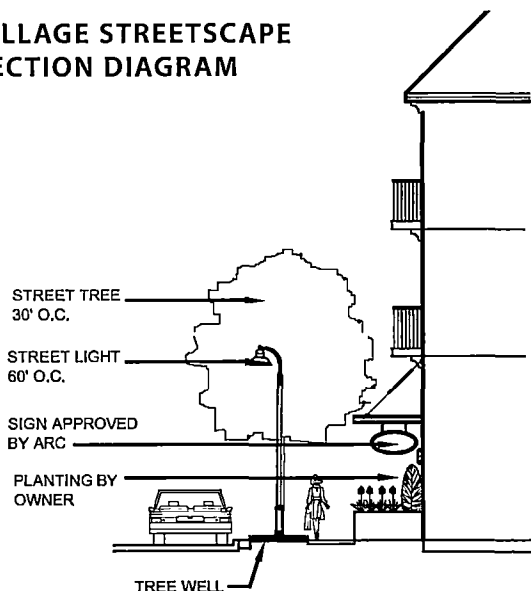 LLAGE STREETSCAPE
ECTION DIAGRAM
STREET TREE
30' O.C.
STREET LIGHT
60' O.C.
SIGN APPROVED
BY ARC
PLANTING BY
OWNER
TREE WELL